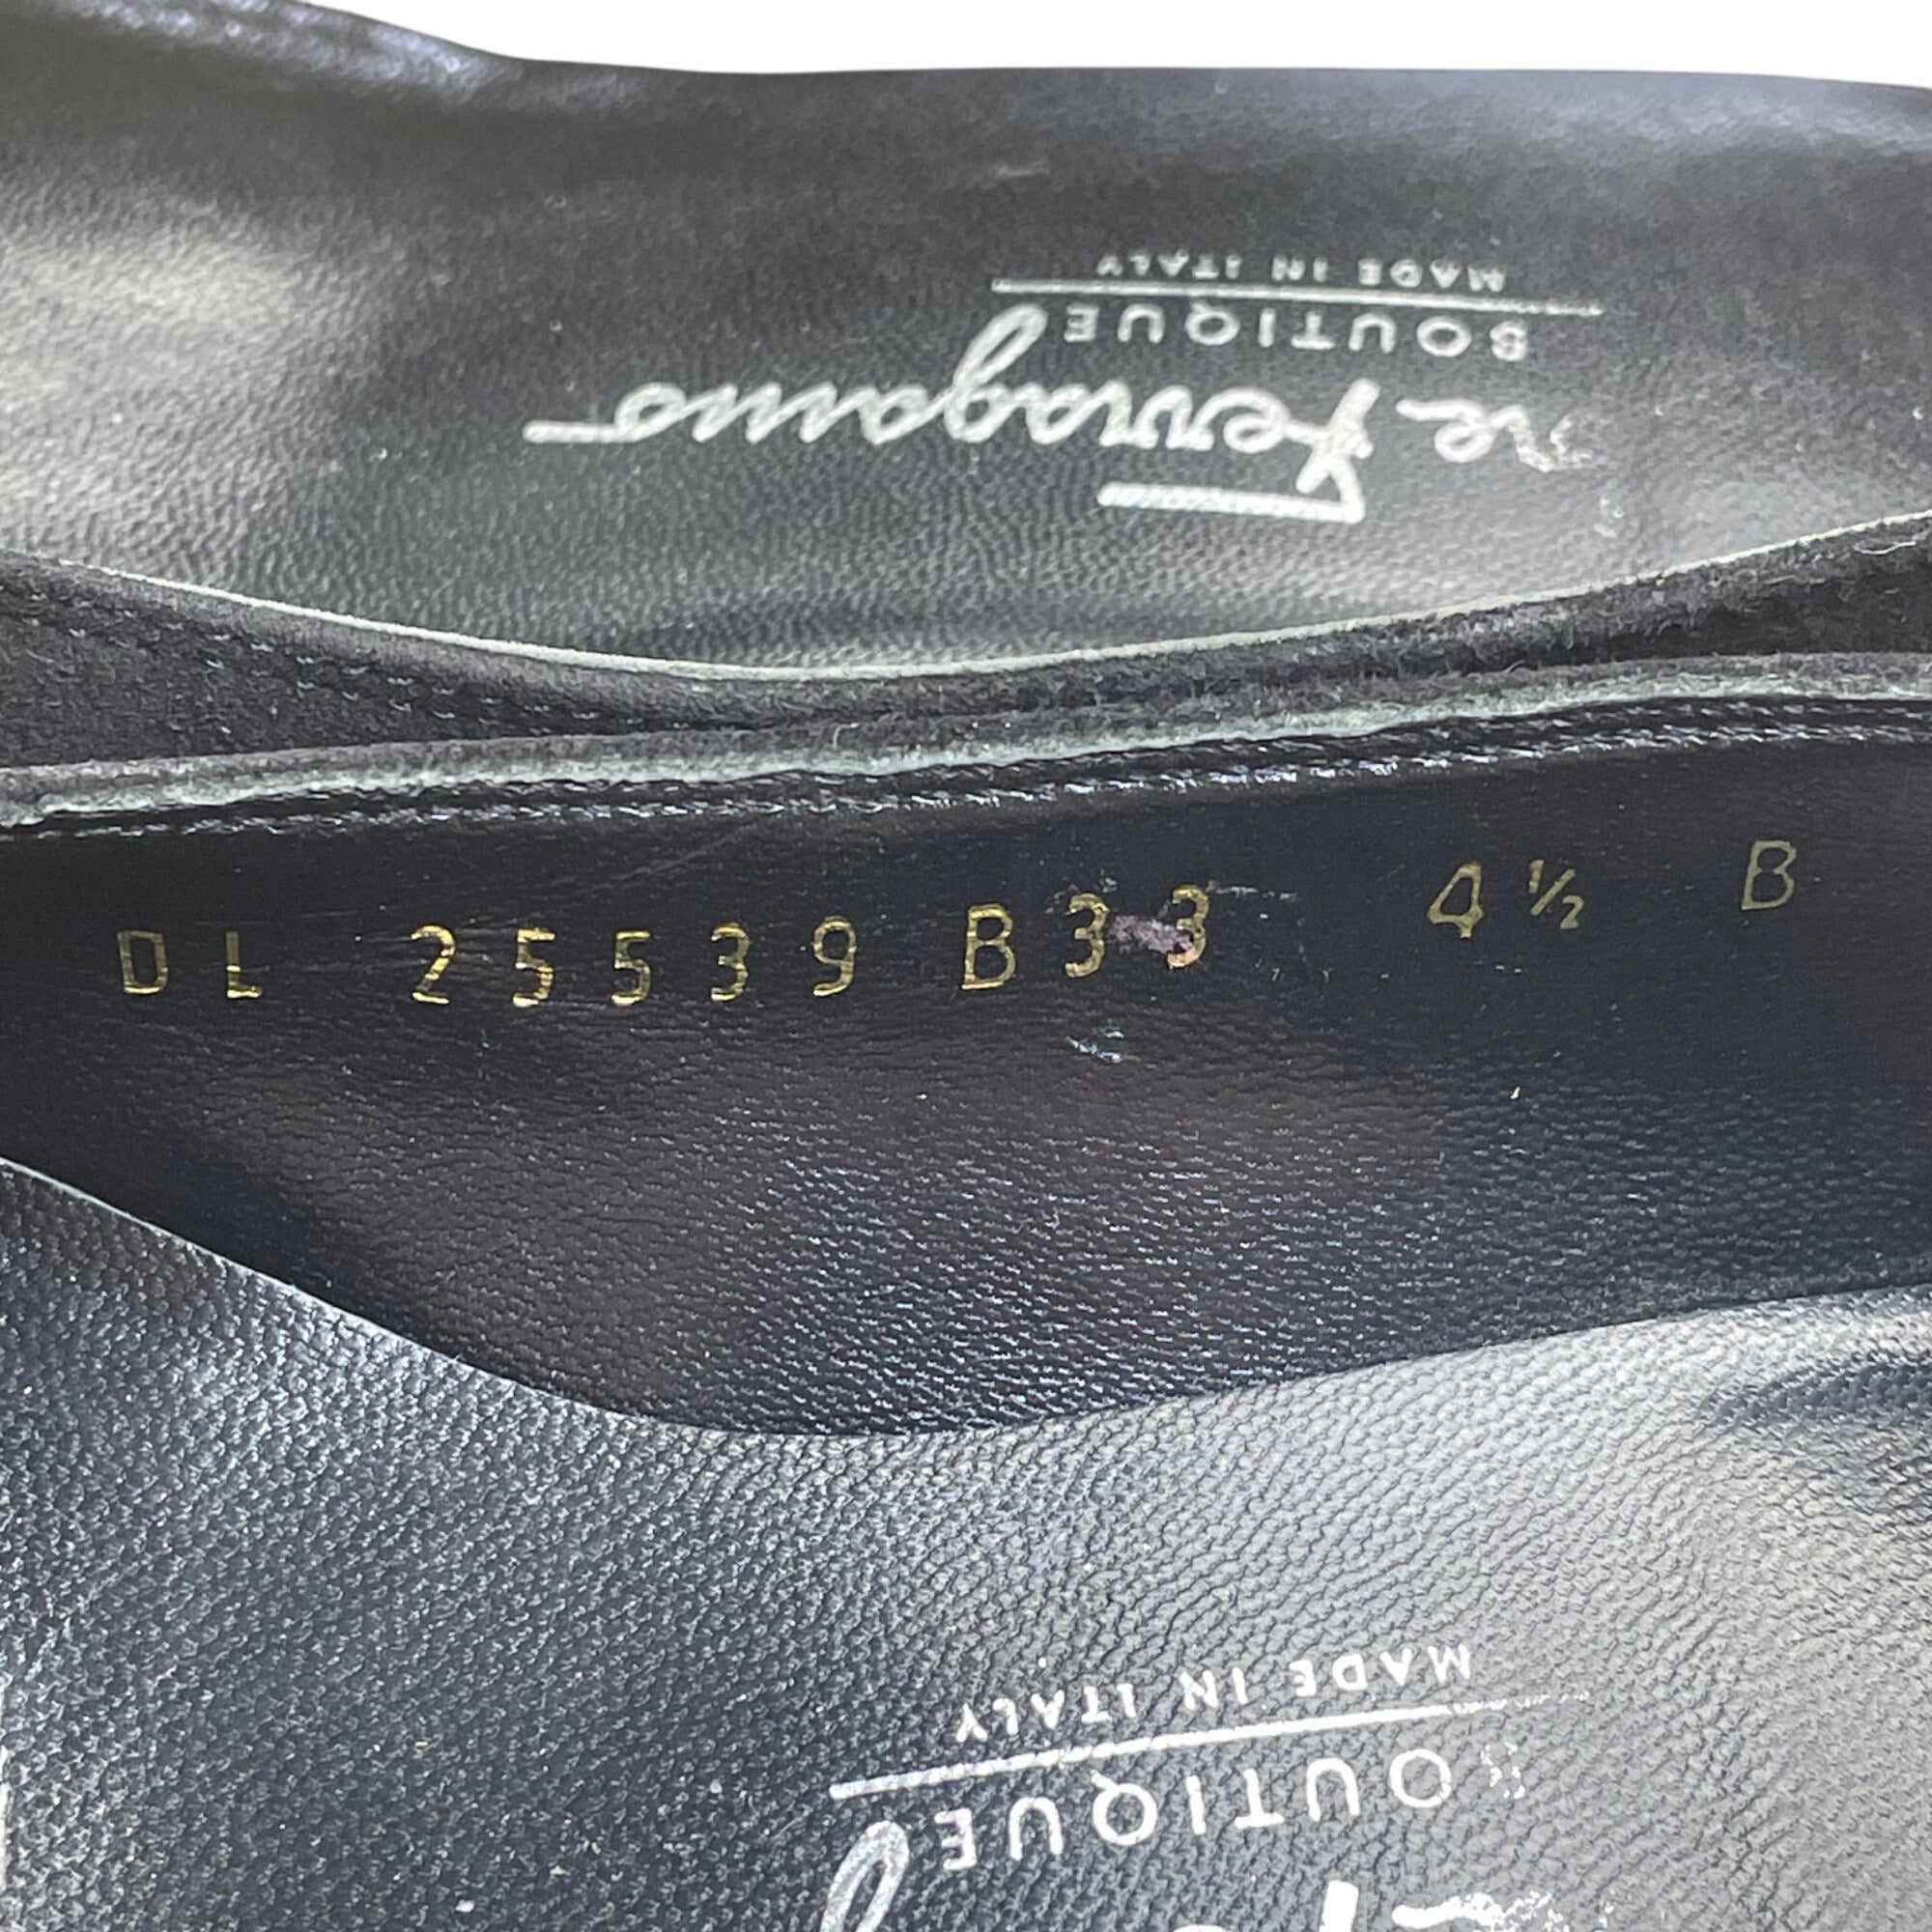 Ferragamo
BOUTIQUE
MADE IN ITALY
DL 25539 B33 4½ B
BOUTIQUE
MADE IN ITALY